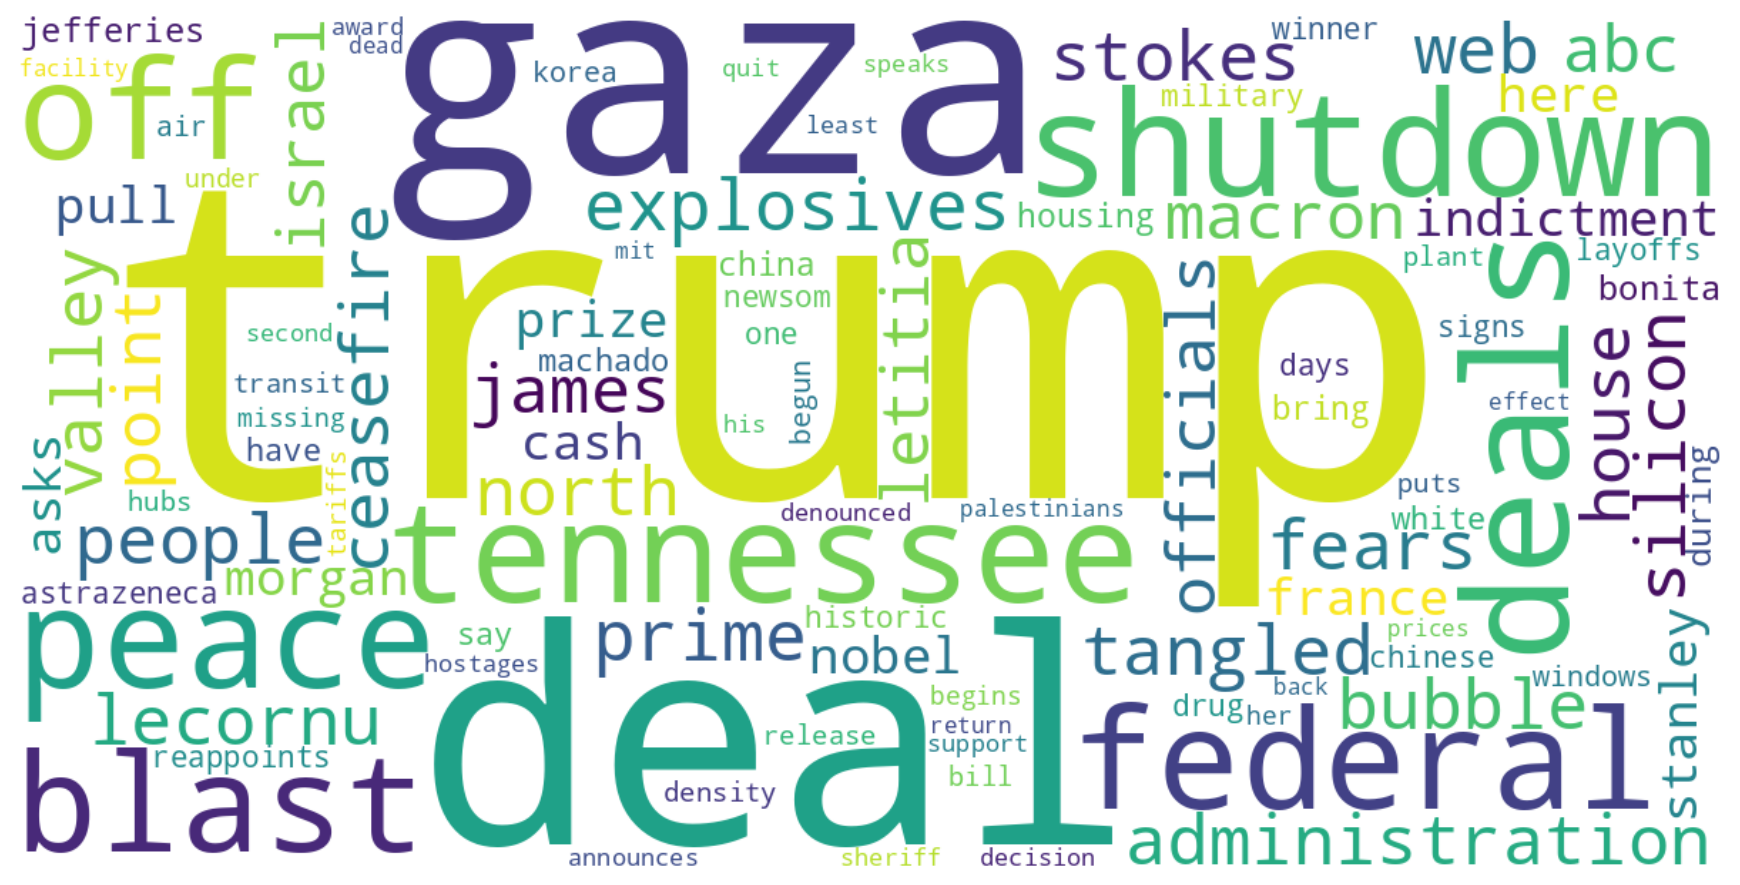 jefferies
award
dead
gaza
korea
quit
speaks
stokes
winner
web
abc
facility
off
air
israel
least
military
here
shutdown
under
pull
explosives
housing
macron
indictment
valley
point
ceasefire
trump
mit
china
newsom
one
letitia
officials
plant
layoffs
deals
bonita
second
prize
machado
james
begun
days
bring
signs
house
silicon
transit
missing
have
cash
his
effect
asks
hubs
tariffs
north
denounced
palestinians
puts
white
during
people
tennessee
fears
astrazeneca
morgan
france
peace
say
hostages
prime
historic
nobel
tangled
prices
chinese
stanley
lecornu
deal
begins
back
windows
drug
her
bubble
reappoints
release
return
support
federal
blast
density
bill
administration
announces
sheriff
decision